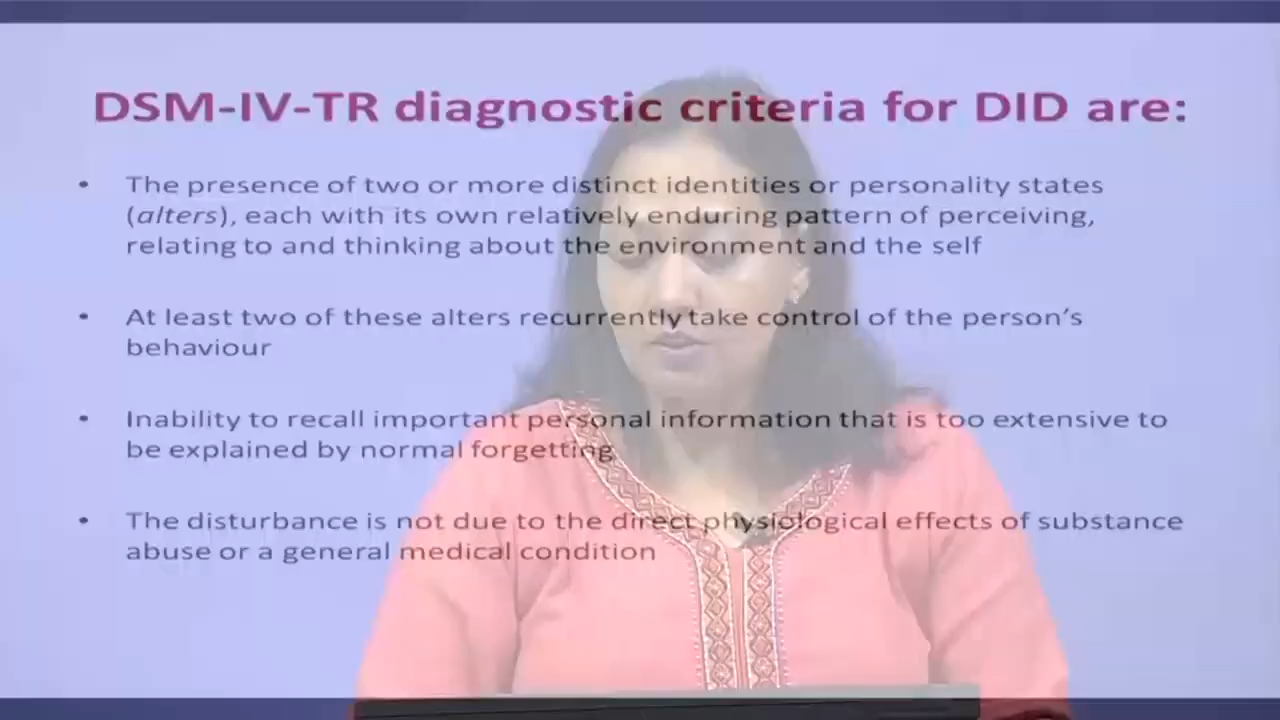 DSM-IV-TR diagnostic criteria for DID are:
• The presence of two or more distinct identities or personality states
(alters), each with its own relatively enduring pattern of perceiving,
relating to and thinking about the environment and the self
• At least two of these alters recurrently take control of the person's
behaviour
• Inability to recall important personal information that is too extensive to
be explained by normal forgetting
• The disturbance is not due to the direct physiological effects of substance
abuse or a general medical condition